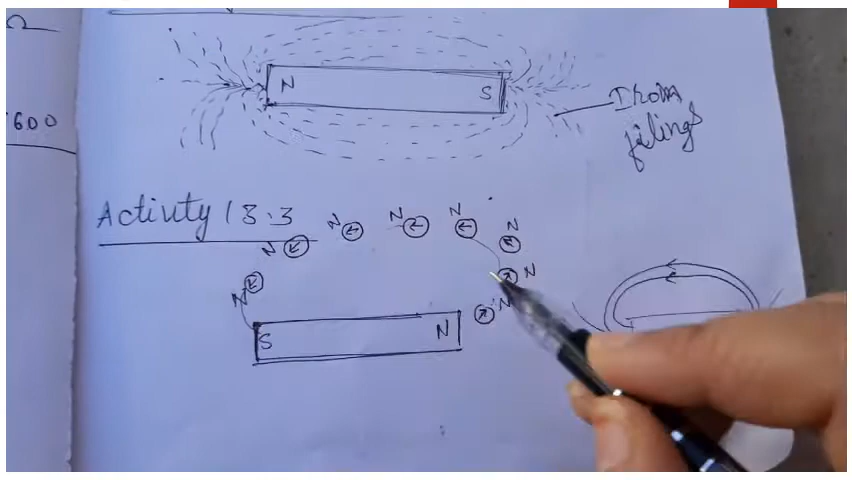 600
N S
Iron
filings
Activity 13.3
N N N N N
N N
N N
S N